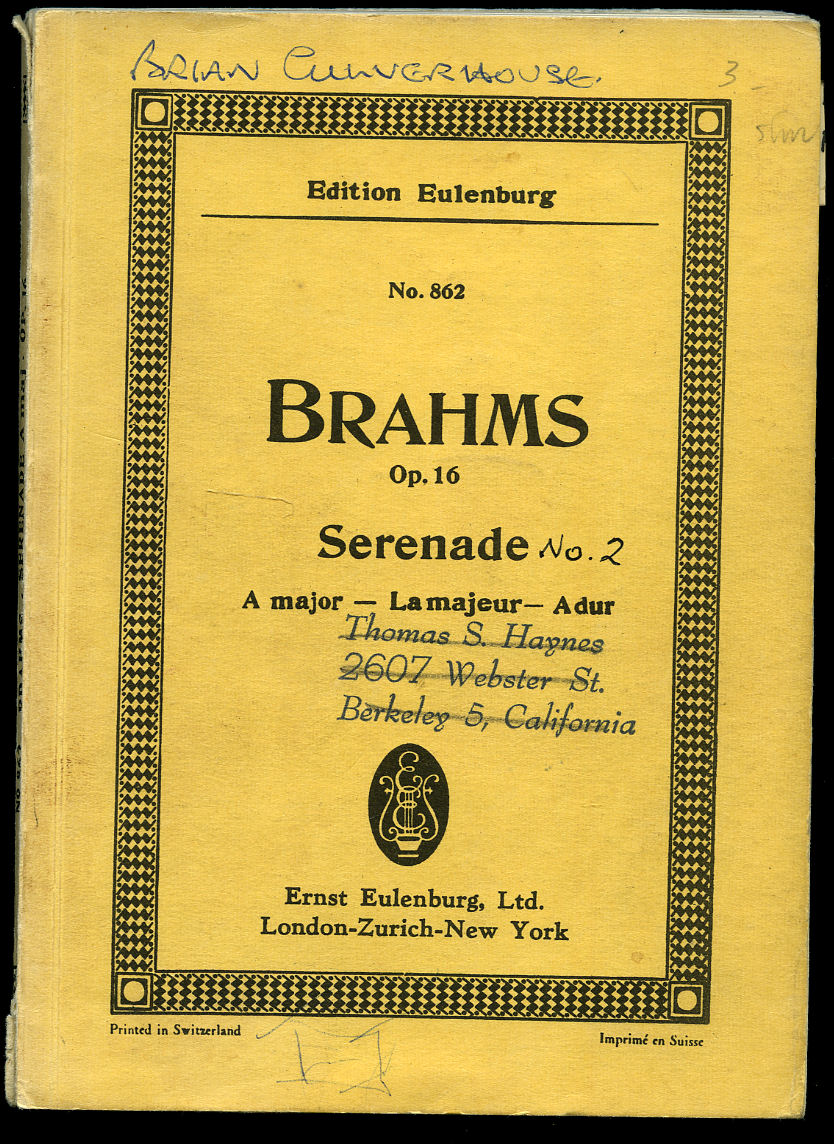 BRIAN CULVERHOUSE.
3
Edition Eulenburg
No. 862
BRAHMS
Op. 16
Serenade No. 2
A major — La majeur — A dur
Thomas S. Haynes
2607 Webster St.
Berkeley 5, California
Ernst Eulenburg, Ltd.
London-Zurich-New York
Printed in Switzerland
Imprimé en Suisse